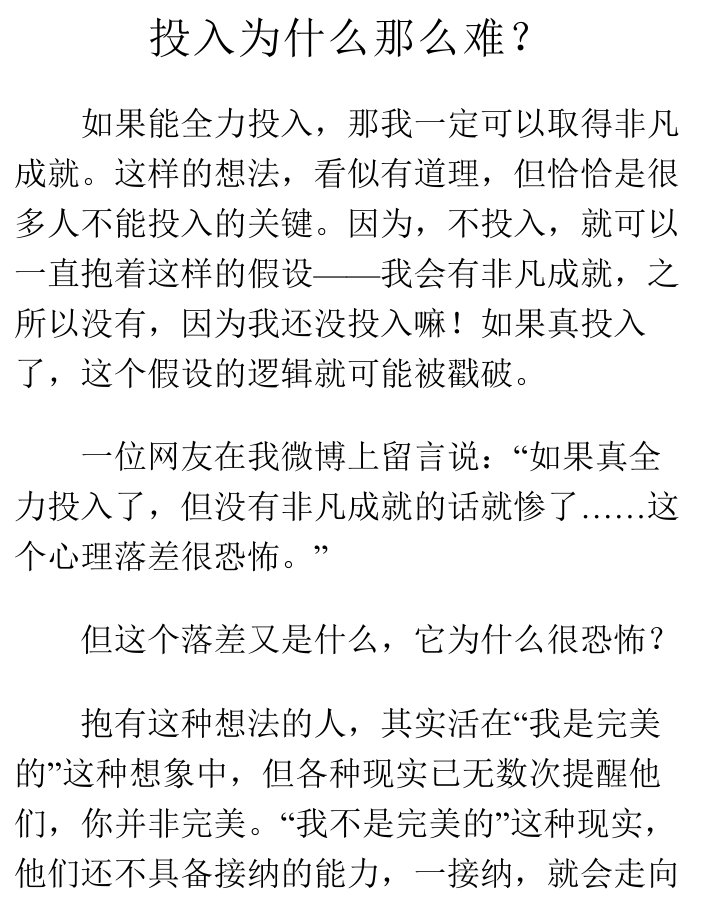 投入为什么那么难？
如果能全力投入，那我一定可以取得非凡
成就。这样的想法，看似有道理，但恰恰是很
多人不能投入的关键。因为，不投入，就可以
一直抱着这样的假设——我会有非凡成就，之
所以没有，因为我还没投入嘛！如果真投入
了，这个假设的逻辑就可能被戳破。
一位网友在我微博上留言说：“如果真全
力投入了，但没有非凡成就的话就惨了……这
个心理落差很恐怖。”
但这个落差又是什么，它为什么很恐怖？
抱有这种想法的人，其实活在“我是完美
的”这种想象中，但各种现实已无数次提醒他
们，你并非完美。“我不是完美的”这种现实，
他们还不具备接纳的能力，一接纳，就会走向